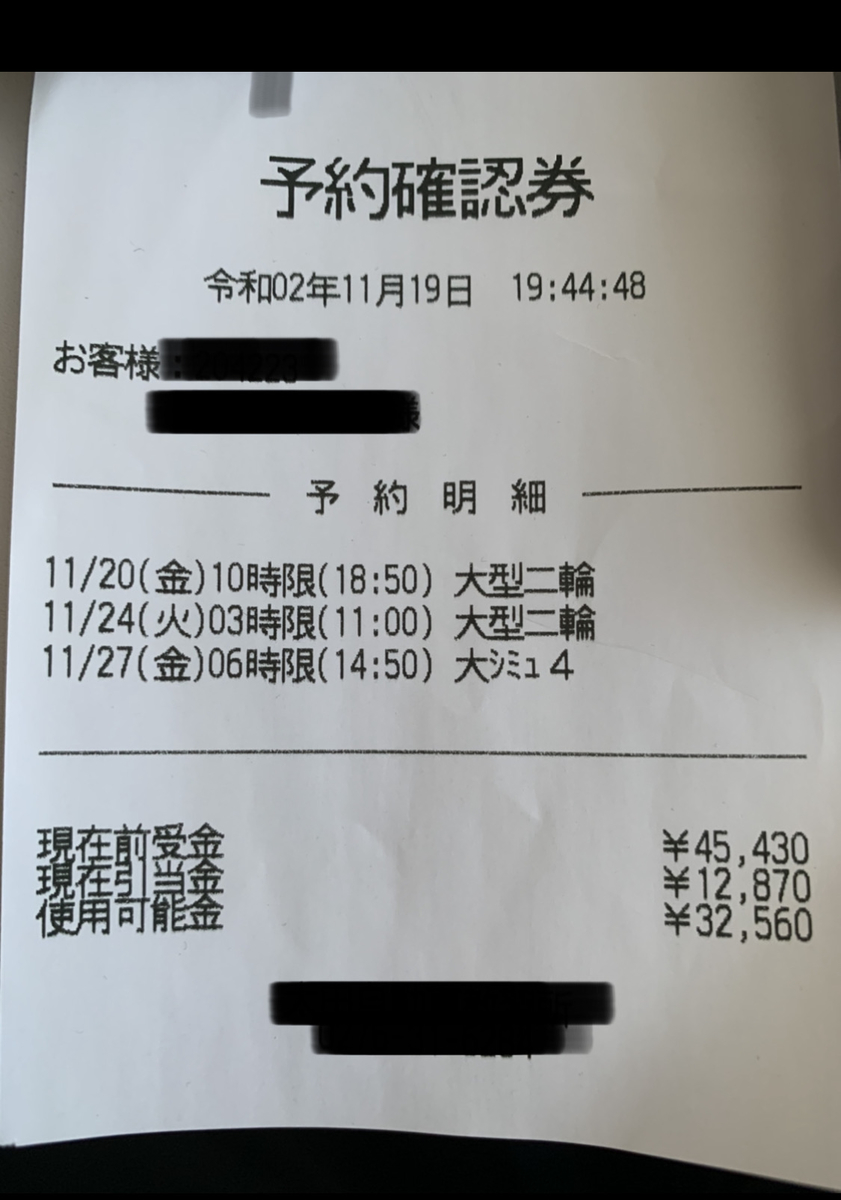 予約確認券
令和02年11月19日 19:44:48
お客様:
様
予約明細
11/20(金)10時限(18:50) 大型二輪
11/24(火)03時限(11:00) 大型二輪
11/27(金)06時限(14:50) 大ｼﾐｭ4
現在前受金 ¥45,430
現在引当金 ¥12,870
使用可能金 ¥32,560